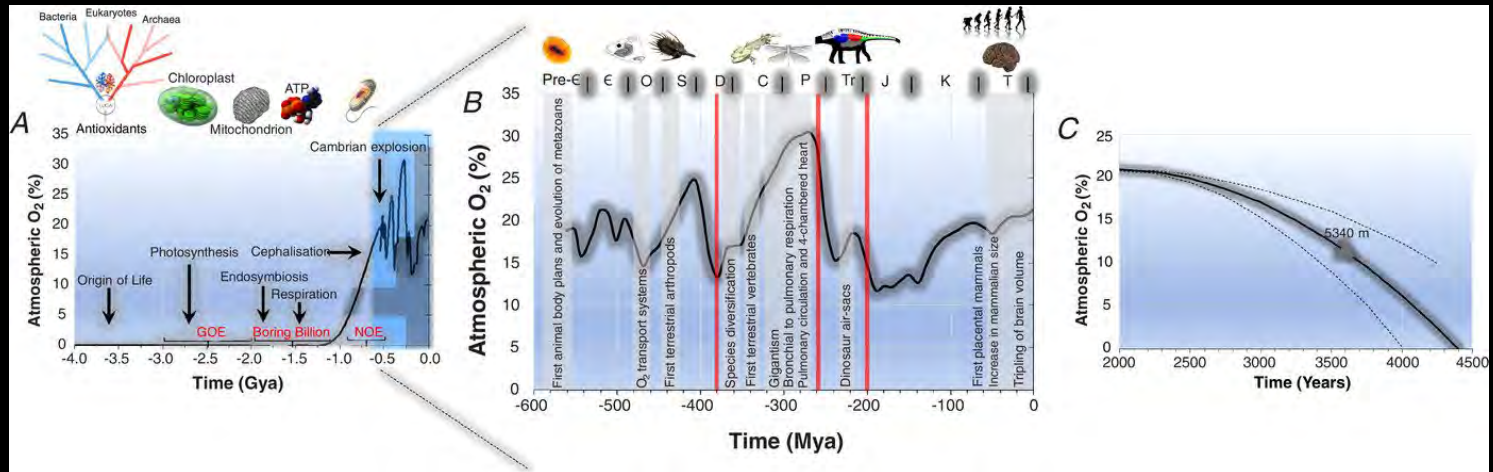 Bacteria
Eukaryotes
Archaea
LUCA
Antioxidants
Chloroplast
Mitochondrion
ATP
A
Atmospheric O2 (%)
35
30
25
20
15
10
5
0
Cambrian explosion
Photosynthesis
Cephalisation
Origin of Life
Endosymbiosis
Respiration
GOE
Boring Billion
NOE
-4.0
-3.5
-2.5
-2.0
-1.5
-1.0
-0.5
0.0
Time (Gya)
B
Pre-Є
Є
O
S
D
C
P
Tr
J
K
T
Atmospheric O2 (%)
35
30
25
20
15
10
5
0
First animal body plans and evolution of metazoans
O2 transport systems
First terrestrial arthropods
Species diversification
First terrestrial vertebrates
Gigantism
Bronchial to pulmonary respiration
Pulmonary circulation and 4-chambered heart
Dinosaur air-sacs
First placental mammals
Increase in mammalian size
Tripling of brain volume
-600
-500
-400
-300
-200
-100
0
Time (Mya)
C
Atmospheric O2 (%)
25
20
15
10
5
0
5340 m
2000
2500
3000
3500
4000
4500
Time (Years)